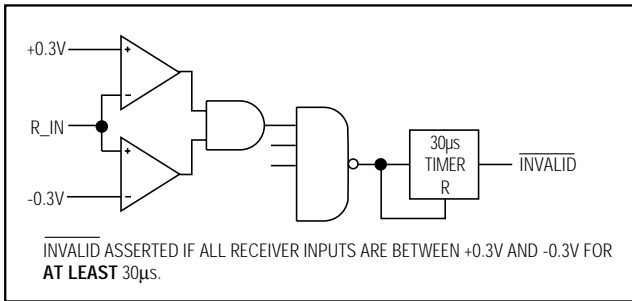 +0.3V
+
-
R_IN
+
-
-0.3V
30µs
TIMER
R
INVALID
INVALID ASSERTED IF ALL RECEIVER INPUTS ARE BETWEEN +0.3V AND -0.3V FOR
AT LEAST 30µs.